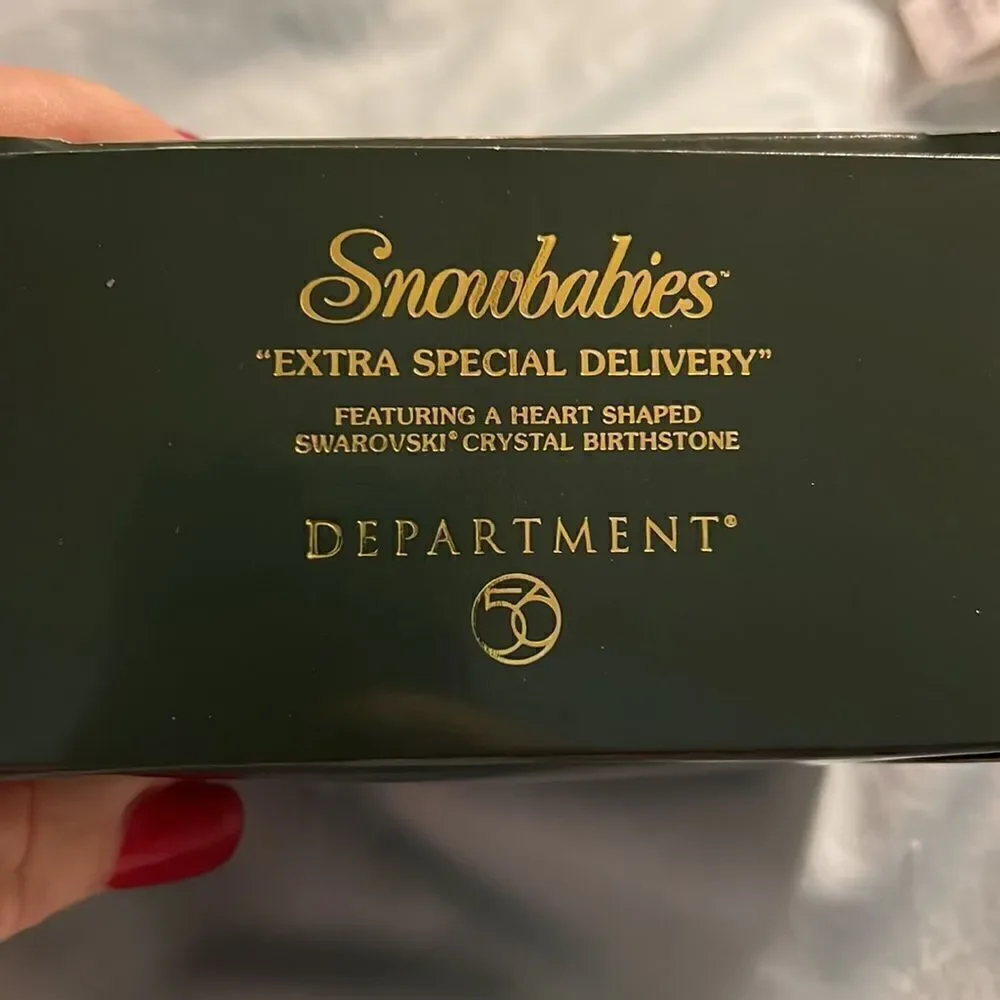 Snowbabies™
“EXTRA SPECIAL DELIVERY”
FEATURING A HEART SHAPED
SWAROVSKI® CRYSTAL BIRTHSTONE
DEPARTMENT®
56